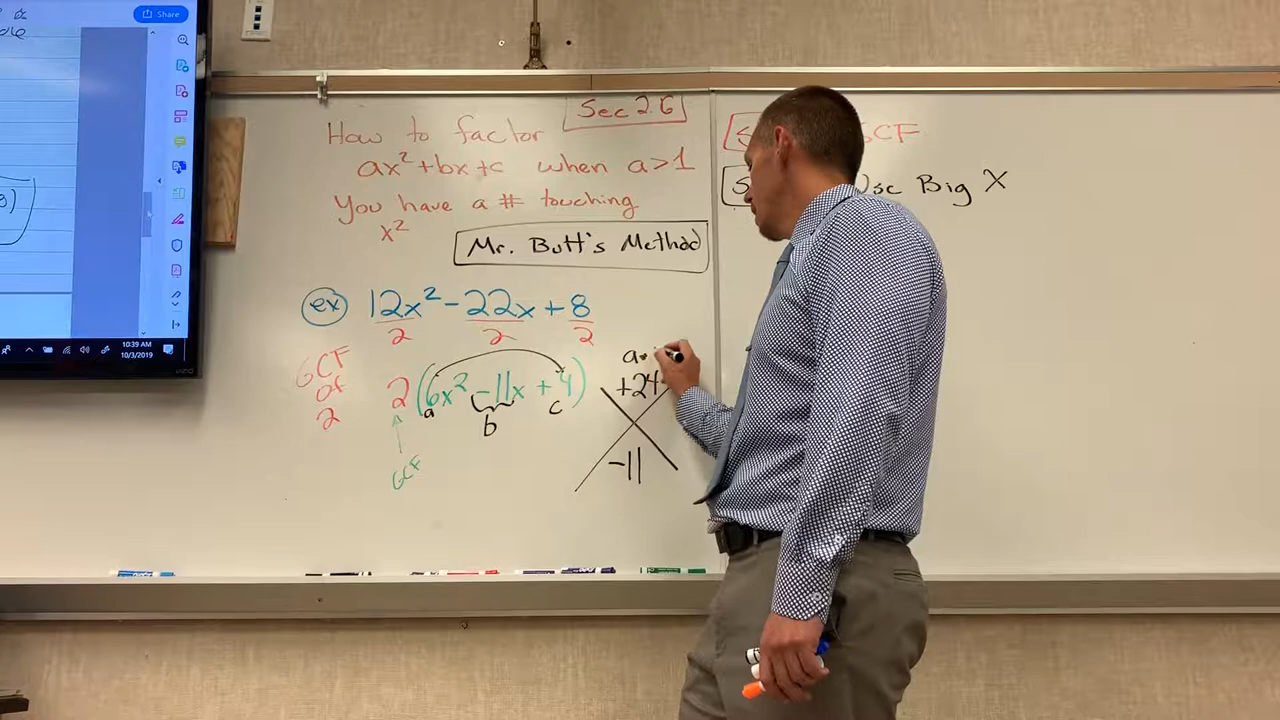 Share
10:39 AM
10/3/2019
Sec 2.6
How to factor
ax²+bx+c when a>1
You have a # touching
x²
Mr. Butt's Method
ex 12x² - 22x + 8
2 2 2
GCF
of
2
2(6x² - 11x + 4)
a b c
GCF
a·
+24
-11
GCF
Use Big X